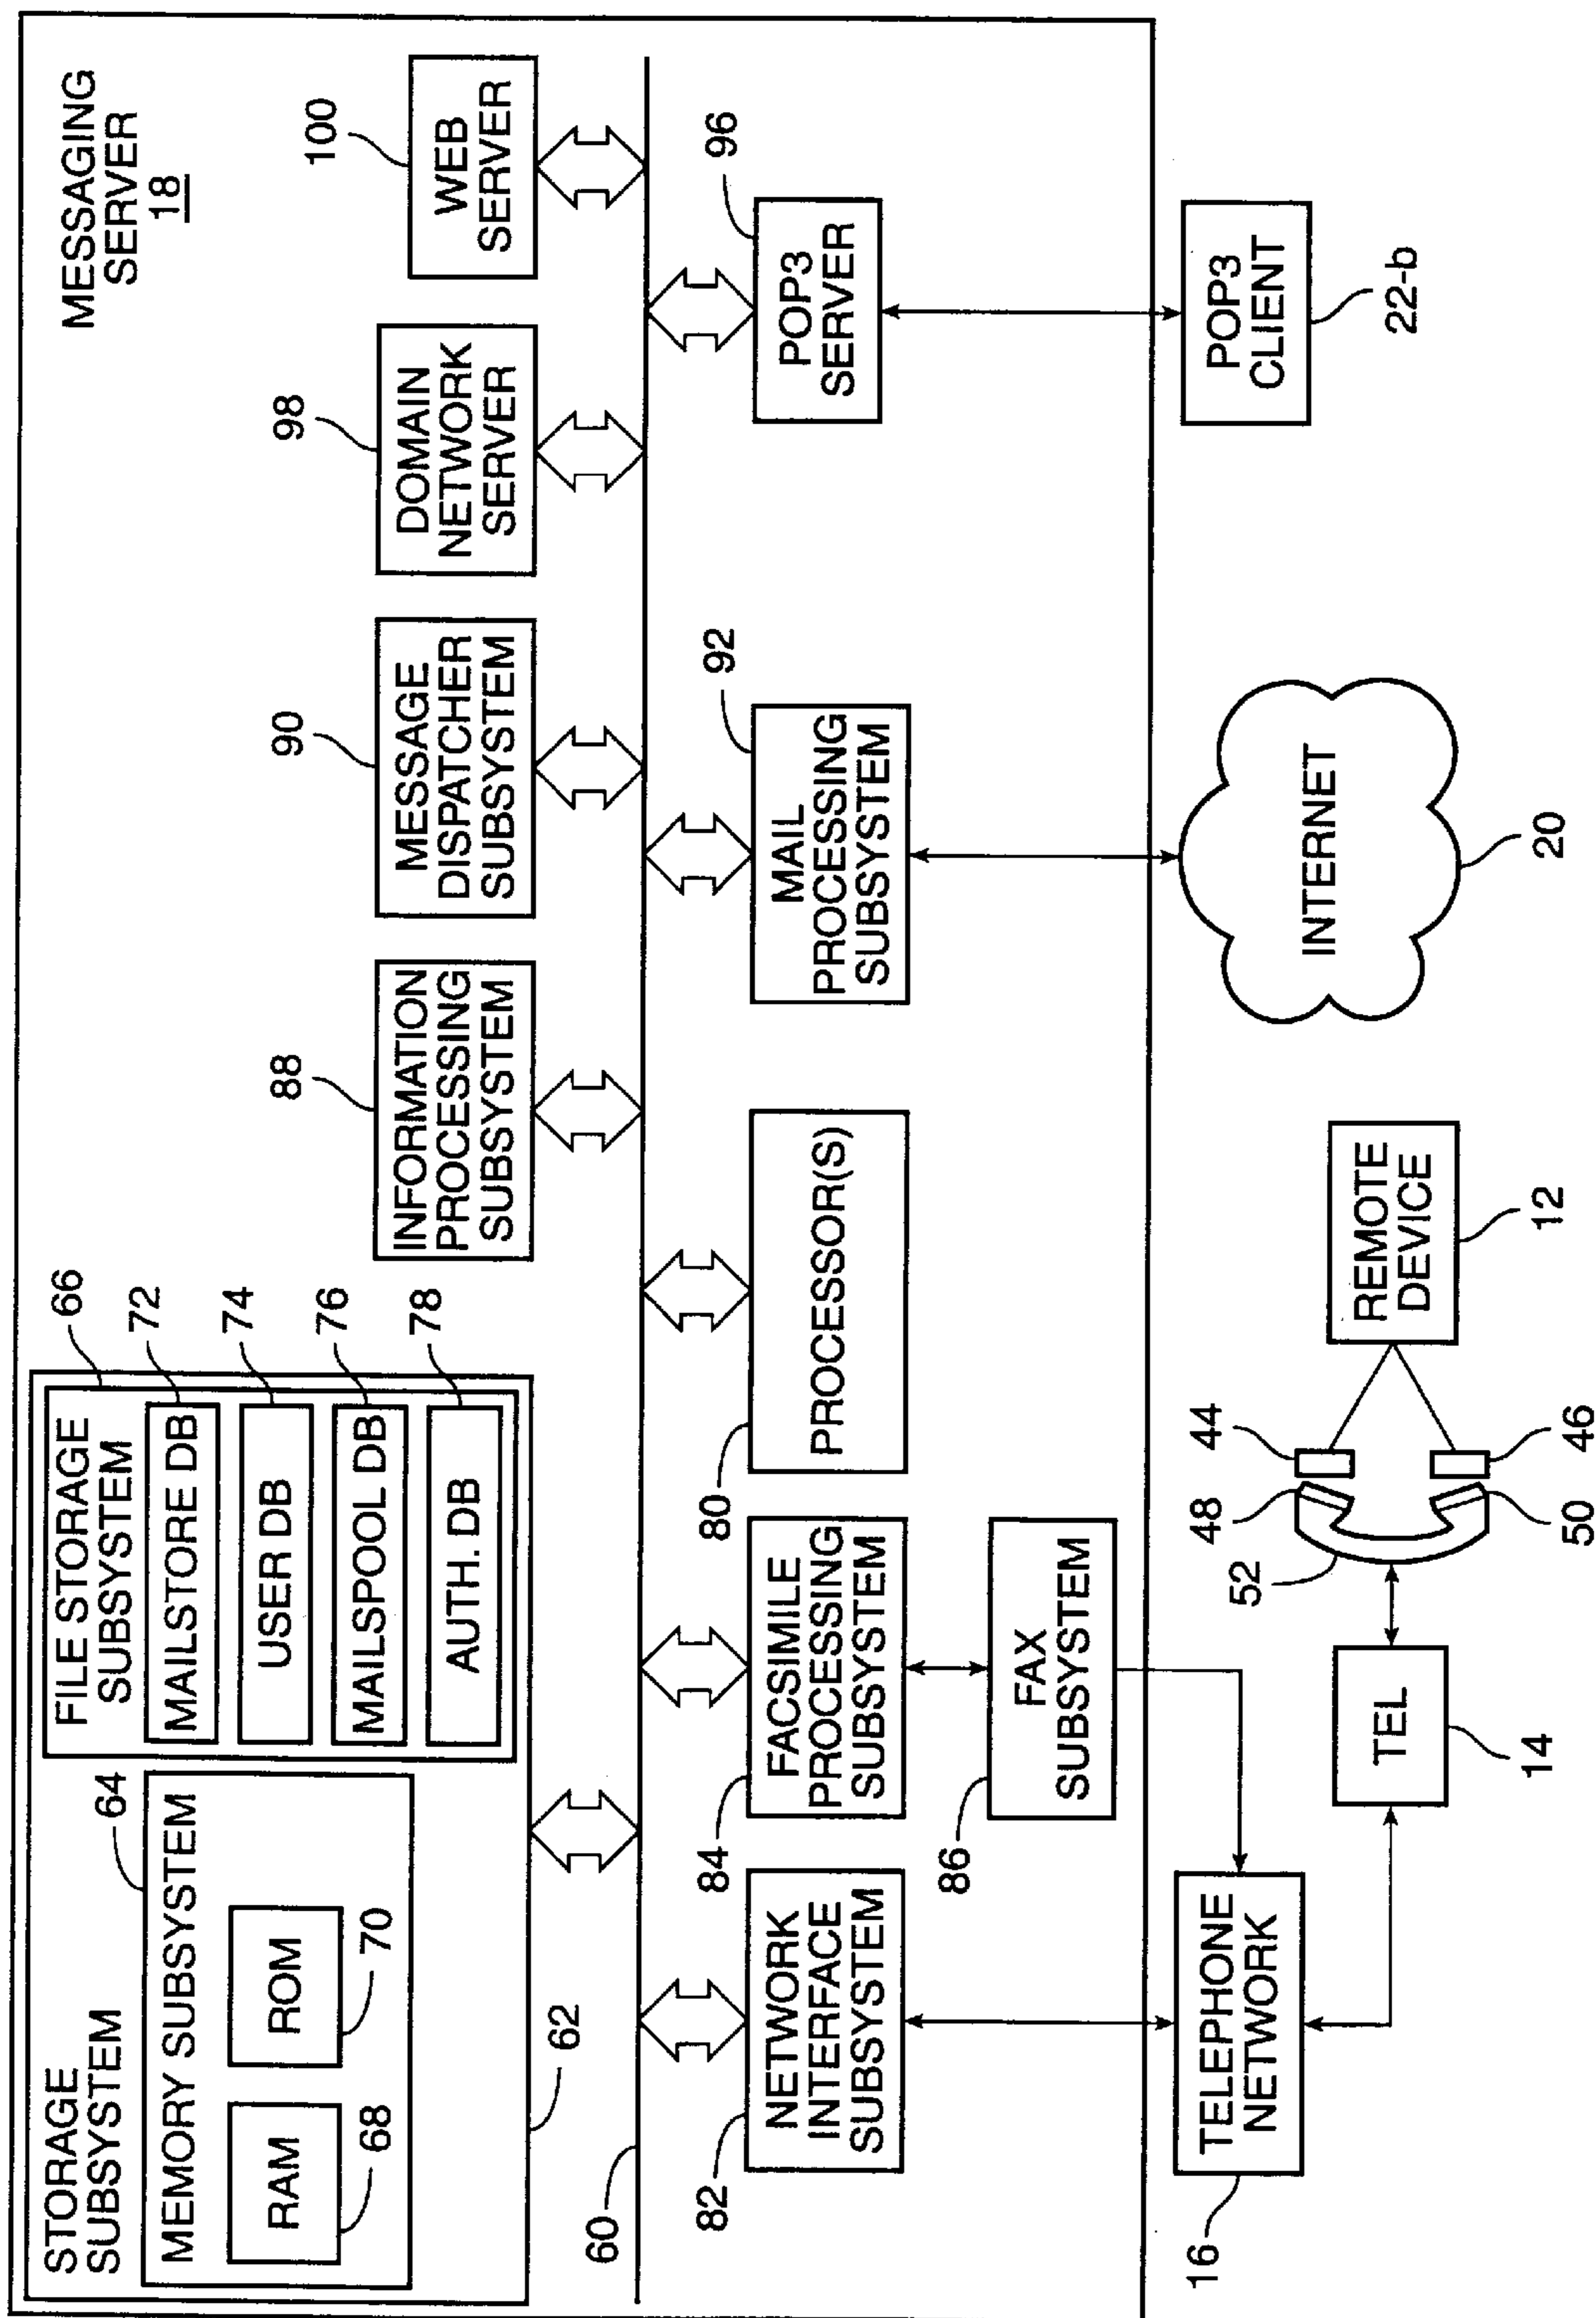 MESSAGING
SERVER
18
STORAGE
SUBSYSTEM
MEMORY SUBSYSTEM
64
RAM
68
ROM
70
FILE STORAGE
SUBSYSTEM
66
MAILSTORE DB
72
USER DB
74
MAILSPOOL DB
76
AUTH. DB
78
62
60
88
INFORMATION
PROCESSING
SUBSYSTEM
90
MESSAGE
DISPATCHER
SUBSYSTEM
98
DOMAIN
NETWORK
SERVER
100
WEB
SERVER
82
NETWORK
INTERFACE
SUBSYSTEM
84
FACSIMILE
PROCESSING
SUBSYSTEM
80
PROCESSOR(S)
92
MAIL
PROCESSING
SUBSYSTEM
96
POP3
SERVER
86
FAX
SUBSYSTEM
16
TELEPHONE
NETWORK
TEL
14
52
48
50
44
46
REMOTE
DEVICE
12
INTERNET
20
POP3
CLIENT
22-b